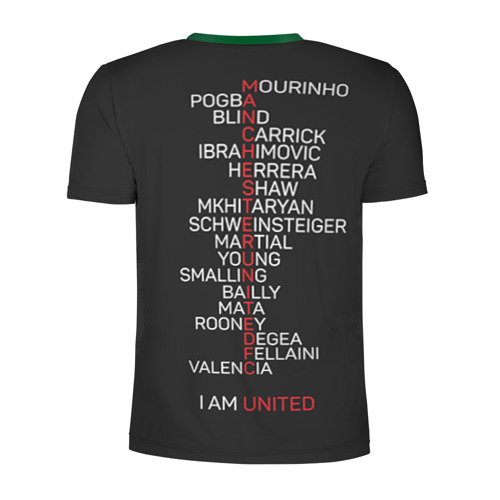 MOURINHO
POGBA
BLIND
CARRICK
IBRAHIMOVIC
HERRERA
SHAW
MKHITARYAN
SCHWEINSTEIGER
MARTIAL
YOUNG
SMALLING
BAILLY
MATA
ROONEY
DEGEA
FELLAINI
VALENCIA
I AM UNITED